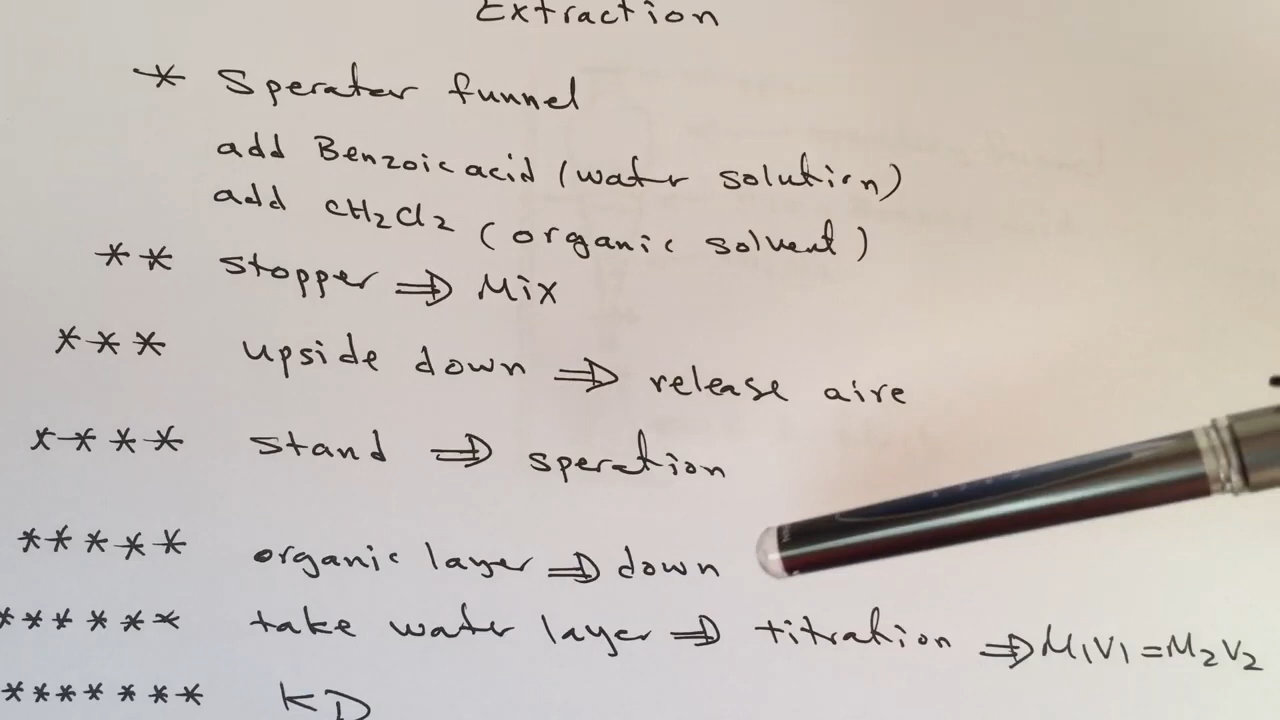 Extraction
* Sperater funnel
add Benzoic acid (water solution)
add CH2Cl2 (organic solvent)
** stopper ⇒ Mix
*** upside down ⇒ release aire
**** stand ⇒ speration
***** organic layer ⇒ down
****** take water layer ⇒ titration ⇒ M1V1=M2V2
******* KD